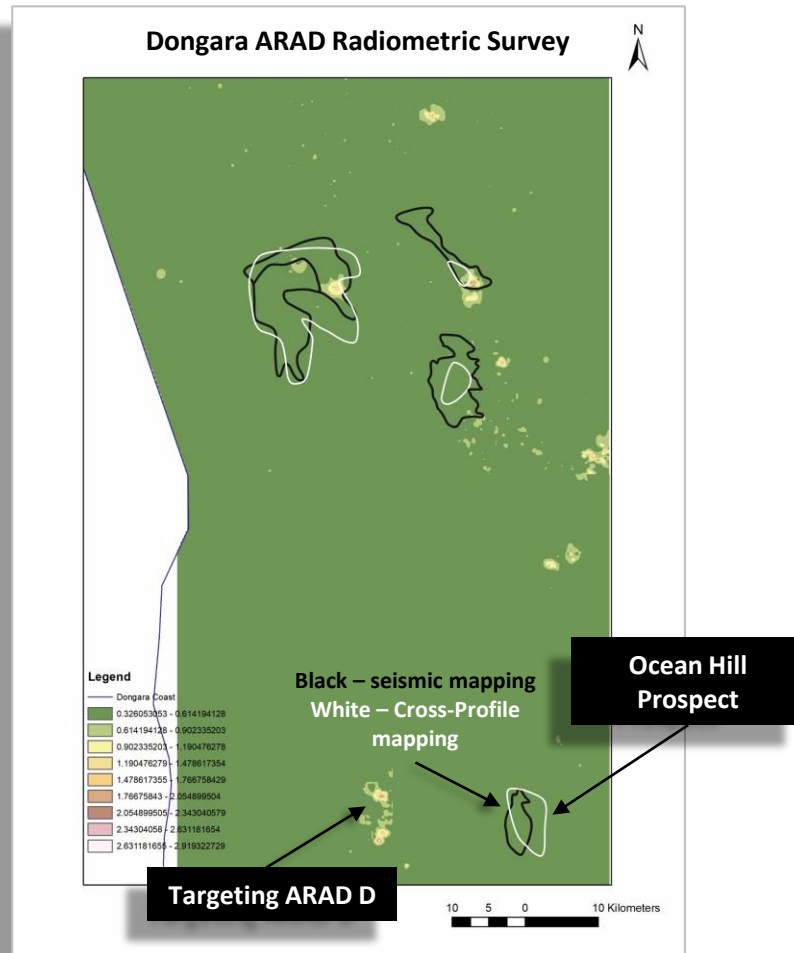 Dongara ARAD Radiometric Survey
N
Legend
Dongara Coast
0.326053053 - 0.614194128
0.614194128 - 0.902335203
0.902335203 - 1.190476278
1.190476279 - 1.478617354
1.478617355 - 1.766758429
1.76675843 - 2.054899504
2.054899505 - 2.343040579
2.34304058 - 2.631181654
2.631181655 - 2.919322729
Black – seismic mapping
White – Cross-Profile
mapping
Ocean Hill
Prospect
Targeting ARAD D
10 5 0 10 Kilometers